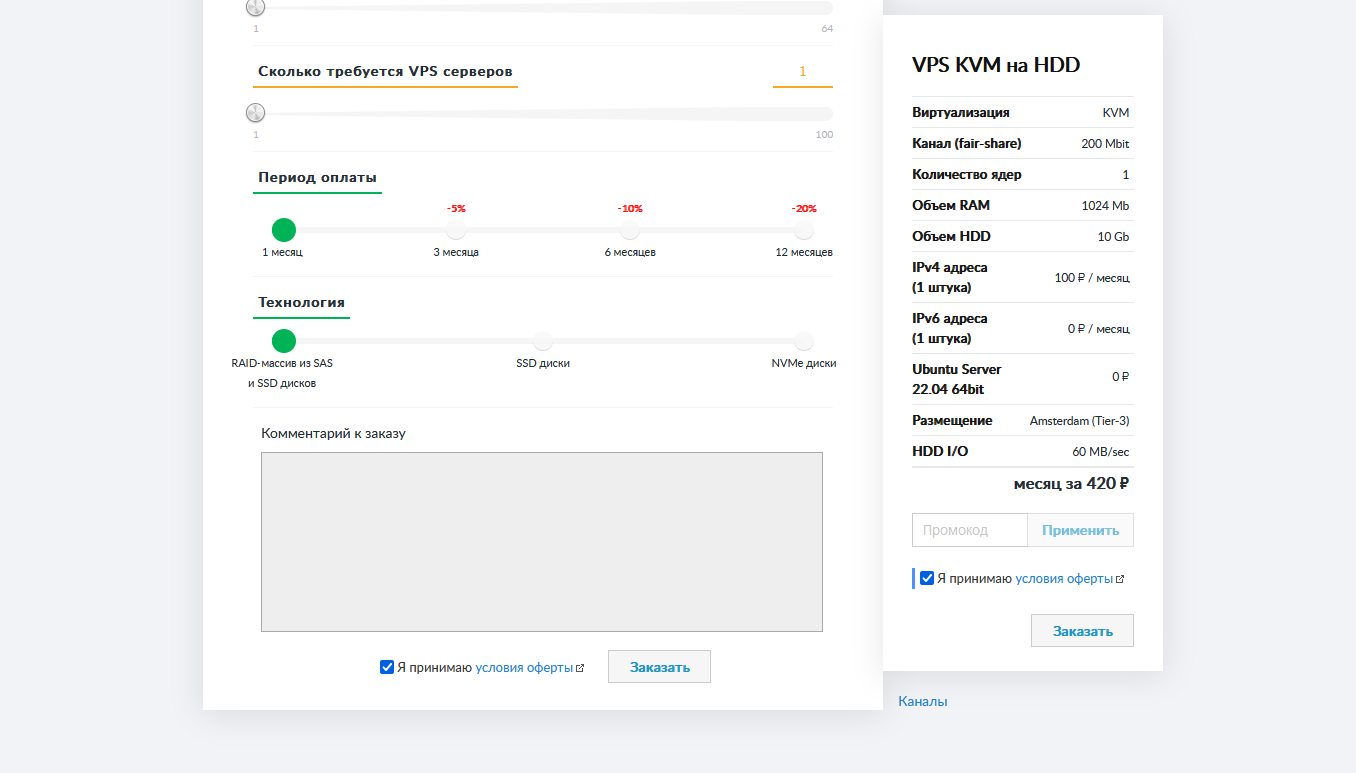 1 64
Сколько требуется VPS серверов 1
1 100
Период оплаты
-5% -10% -20%
1 месяц 3 месяца 6 месяцев 12 месяцев
Технология
RAID-массив из SAS SSD диски NVMe диски
и SSD дисков
Комментарий к заказу
Я принимаю условия оферты Заказать
VPS KVM на HDD
Виртуализация KVM
Канал (fair-share) 200 Mbit
Количество ядер 1
Объем RAM 1024 Mb
Объем HDD 10 Gb
IPv4 адреса
(1 штука) 100 ₽ / месяц
IPv6 адреса
(1 штука) 0 ₽ / месяц
Ubuntu Server
22.04 64bit 0 ₽
Размещение Amsterdam (Tier-3)
HDD I/O 60 MB/sec
месяц за 420 ₽
Промокод Применить
Я принимаю условия оферты
Заказать
Каналы